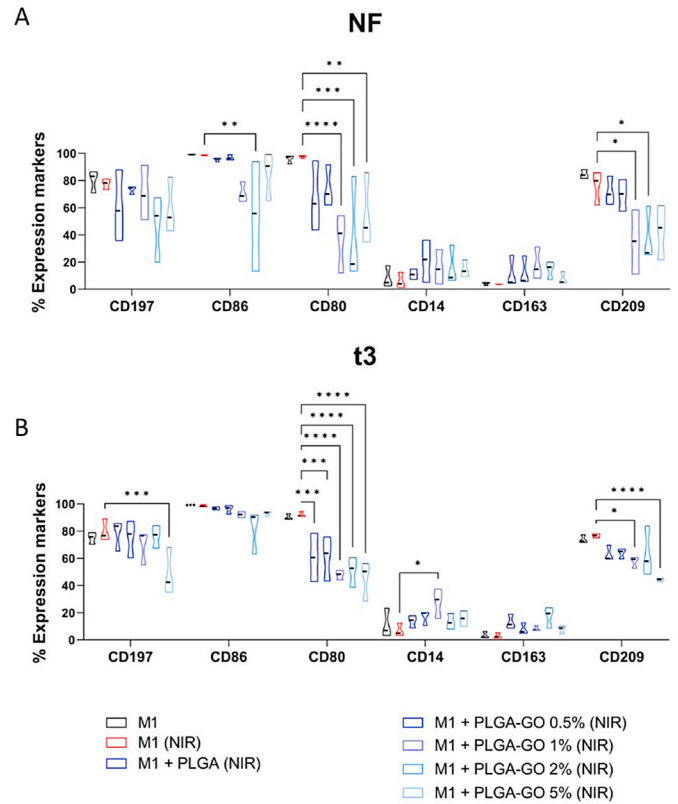 A
NF
**
***
****
**
*
*
% Expression markers
100
80
60
40
20
0
CD197 CD86 CD80 CD14 CD163 CD209
t3
B
****
****
****
***
***
***
*
****
*
% Expression markers
100
80
60
40
20
0
CD197 CD86 CD80 CD14 CD163 CD209
M1
M1 (NIR)
M1 + PLGA (NIR)
M1 + PLGA-GO 0.5% (NIR)
M1 + PLGA-GO 1% (NIR)
M1 + PLGA-GO 2% (NIR)
M1 + PLGA-GO 5% (NIR)